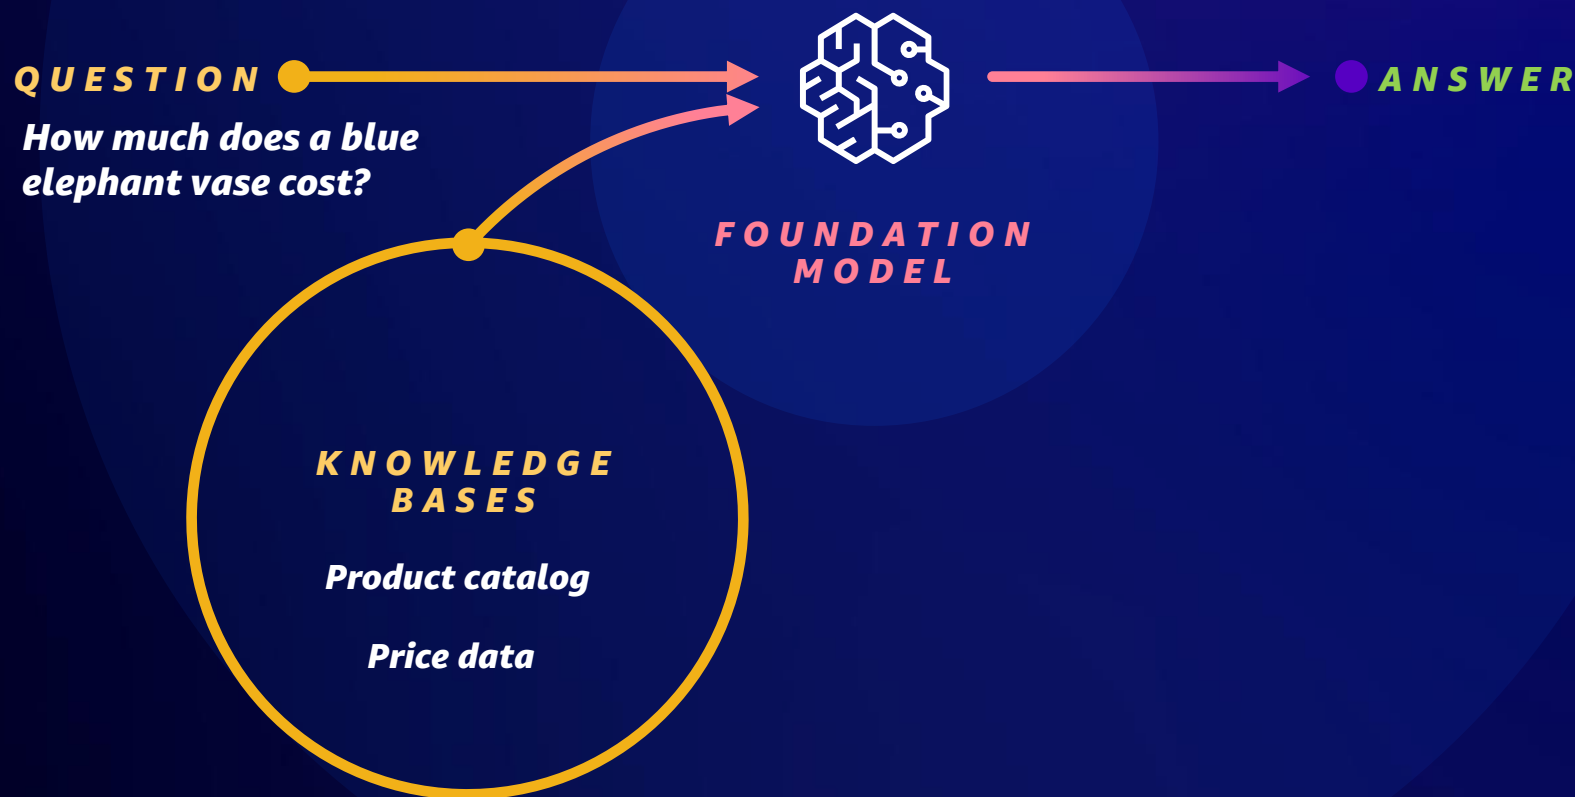 QUESTION
How much does a blue
elephant vase cost?
FOUNDATION
MODEL
ANSWER
KNOWLEDGE
BASES
Product catalog
Price data